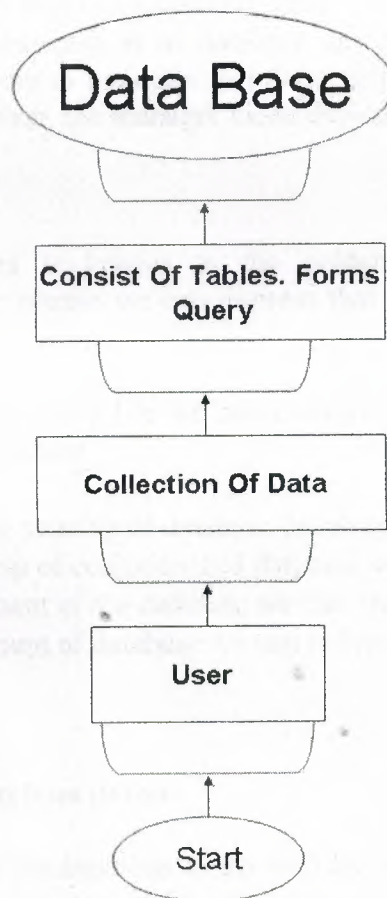 Data Base
Consist Of Tables. Forms
Query
Collection Of Data
User
Start